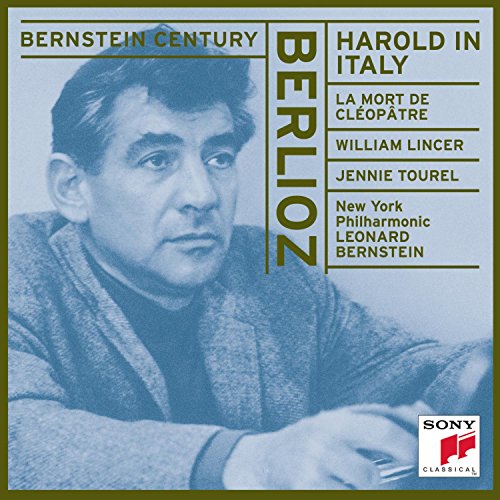 BERNSTEIN CENTURY
BERLIOZ
HAROLD IN
ITALY
LA MORT DE
CLÉOPÂTRE
WILLIAM LINCER
JENNIE TOUREL
New York
Philharmonic
LEONARD
BERNSTEIN
SONY
CLASSICAL